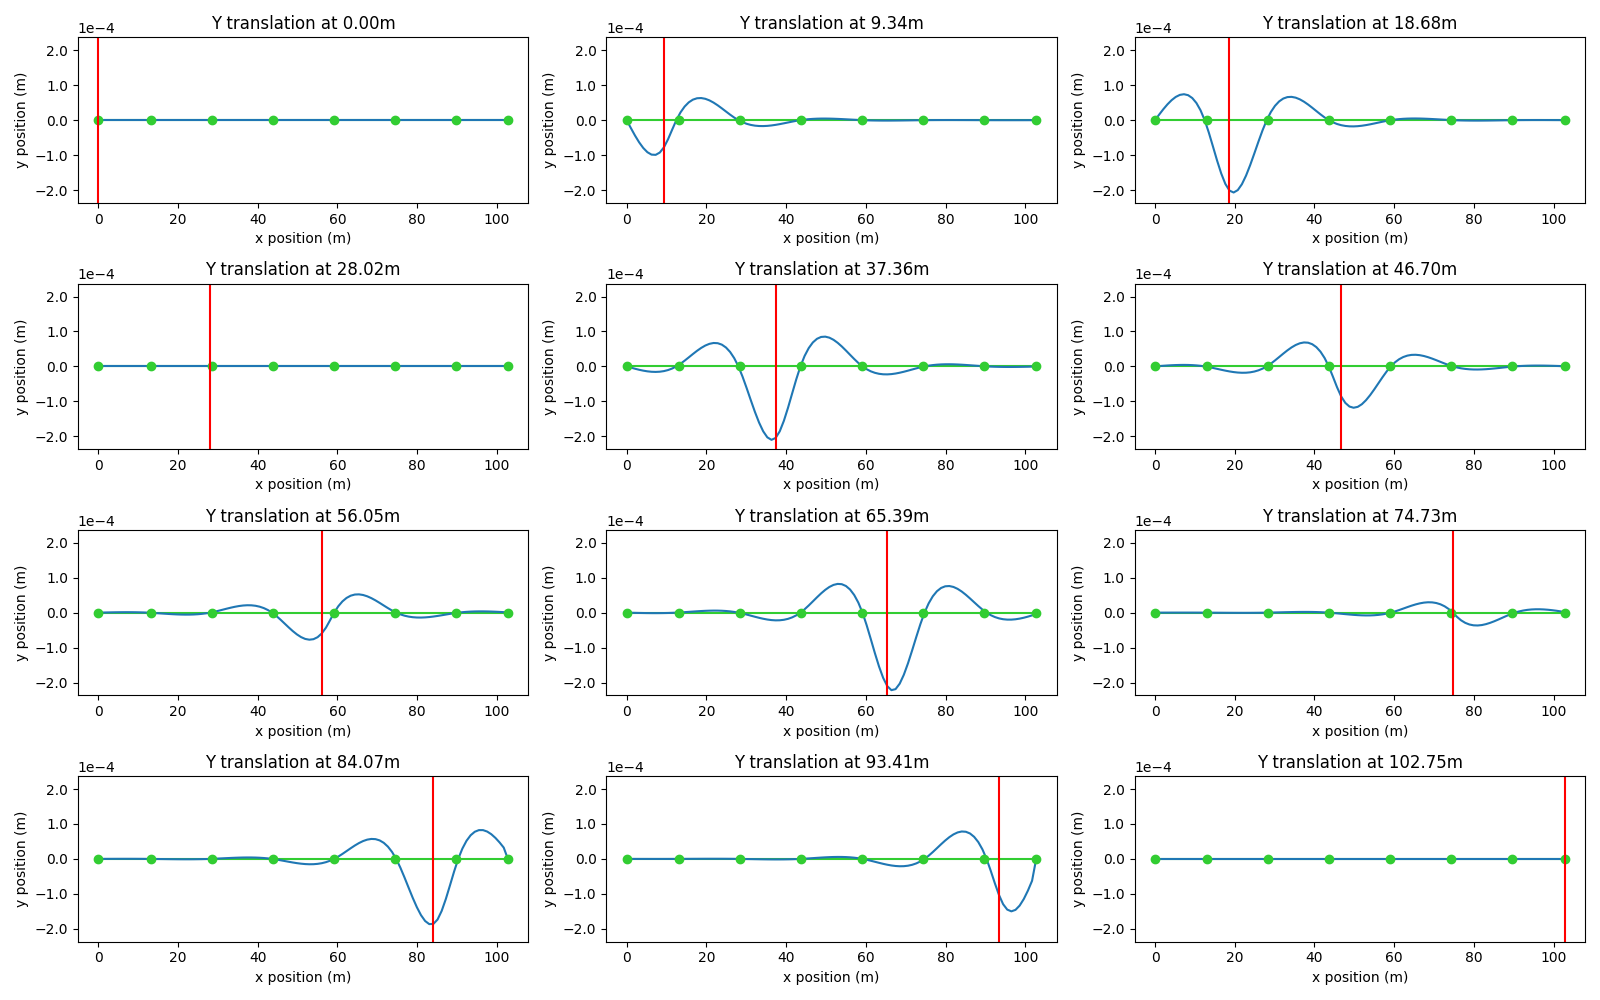 Y translation at 0.00m
1e−4
2.0
1.0
0.0
−1.0
−2.0
y position (m)
0 20 40 60 80 100
x position (m)
Y translation at 9.34m
1e−4
2.0
1.0
0.0
−1.0
−2.0
y position (m)
0 20 40 60 80 100
x position (m)
Y translation at 18.68m
1e−4
2.0
1.0
0.0
−1.0
−2.0
y position (m)
0 20 40 60 80 100
x position (m)
Y translation at 28.02m
1e−4
2.0
1.0
0.0
−1.0
−2.0
y position (m)
0 20 40 60 80 100
x position (m)
Y translation at 37.36m
1e−4
2.0
1.0
0.0
−1.0
−2.0
y position (m)
0 20 40 60 80 100
x position (m)
Y translation at 46.70m
1e−4
2.0
1.0
0.0
−1.0
−2.0
y position (m)
0 20 40 60 80 100
x position (m)
Y translation at 56.05m
1e−4
2.0
1.0
0.0
−1.0
−2.0
y position (m)
0 20 40 60 80 100
x position (m)
Y translation at 65.39m
1e−4
2.0
1.0
0.0
−1.0
−2.0
y position (m)
0 20 40 60 80 100
x position (m)
Y translation at 74.73m
1e−4
2.0
1.0
0.0
−1.0
−2.0
y position (m)
0 20 40 60 80 100
x position (m)
Y translation at 84.07m
1e−4
2.0
1.0
0.0
−1.0
−2.0
y position (m)
0 20 40 60 80 100
x position (m)
Y translation at 93.41m
1e−4
2.0
1.0
0.0
−1.0
−2.0
y position (m)
0 20 40 60 80 100
x position (m)
Y translation at 102.75m
1e−4
2.0
1.0
0.0
−1.0
−2.0
y position (m)
0 20 40 60 80 100
x position (m)